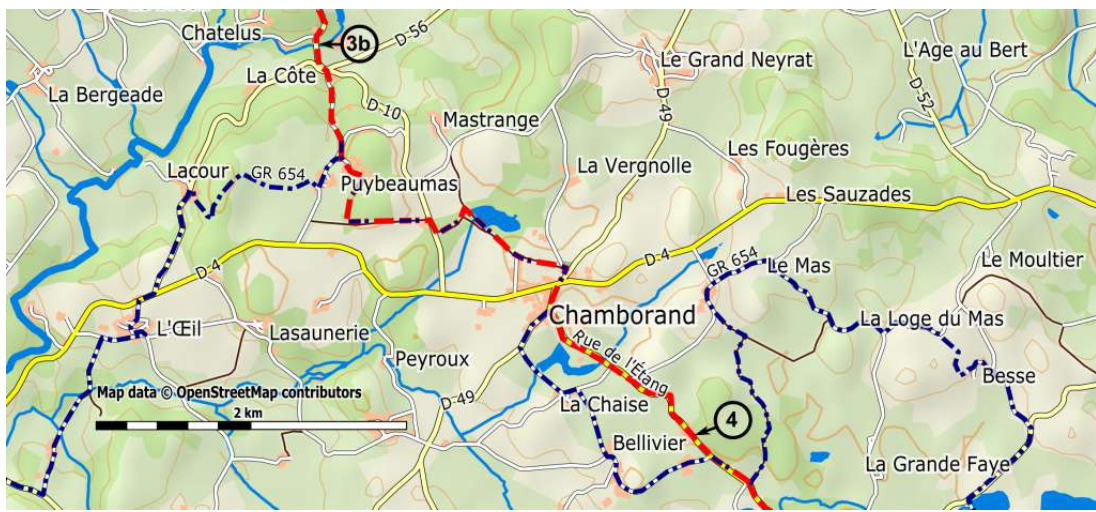 Chatelus
3b
D-56
L'Age au Bert
Le Grand Neyrat
La Côte
La Bergeade
D-52
D-10
D-49
Mastrange
Les Fougères
La Vergnolle
Lacour
GR 654
Puybeaumas
Les Sauzades
D-4
D-4
GR 654
Le Mas
Le Moultier
Chamborand
La Loge du Mas
L'Œil
Lasaunerie
Rue de l'Étang
Peyroux
Besse
Map data © OpenStreetMap contributors
D-49
La Chaise
2 km
4
Bellivier
La Grande Faye